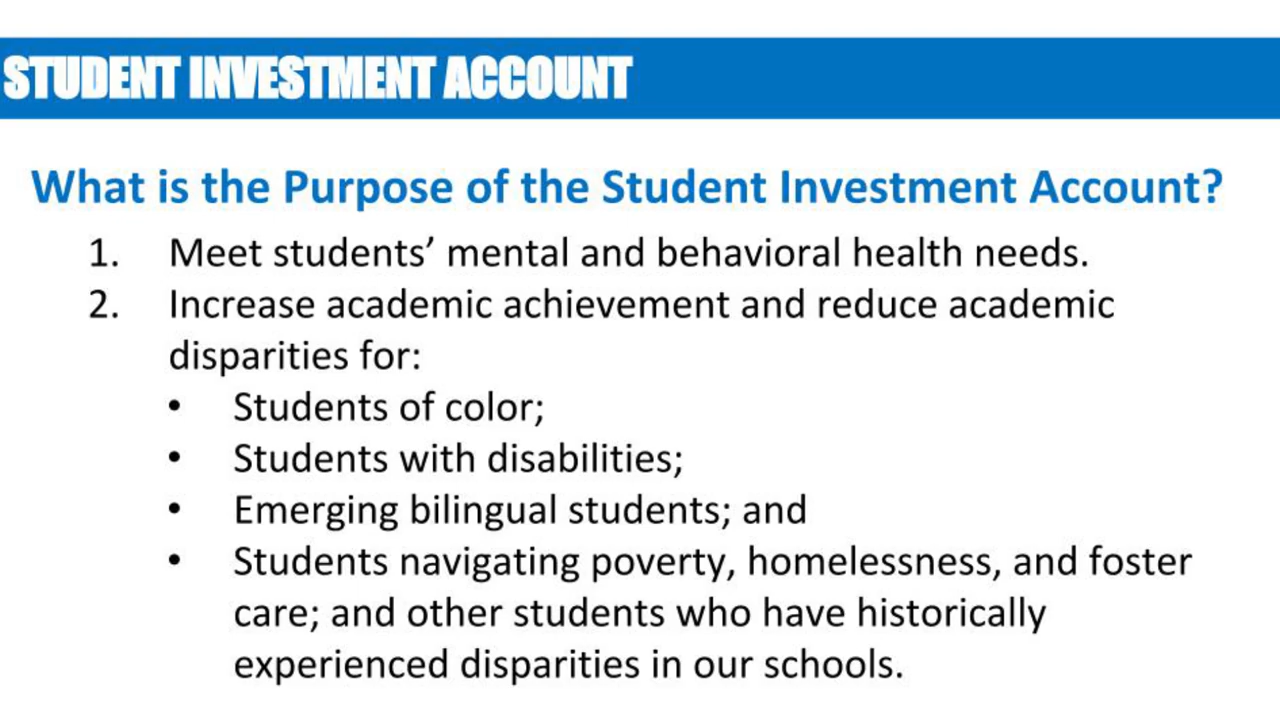 STUDENT INVESTMENT ACCOUNT
What is the Purpose of the Student Investment Account?
1. Meet students’ mental and behavioral health needs.
2. Increase academic achievement and reduce academic
disparities for:
• Students of color;
• Students with disabilities;
• Emerging bilingual students; and
• Students navigating poverty, homelessness, and foster
care; and other students who have historically
experienced disparities in our schools.